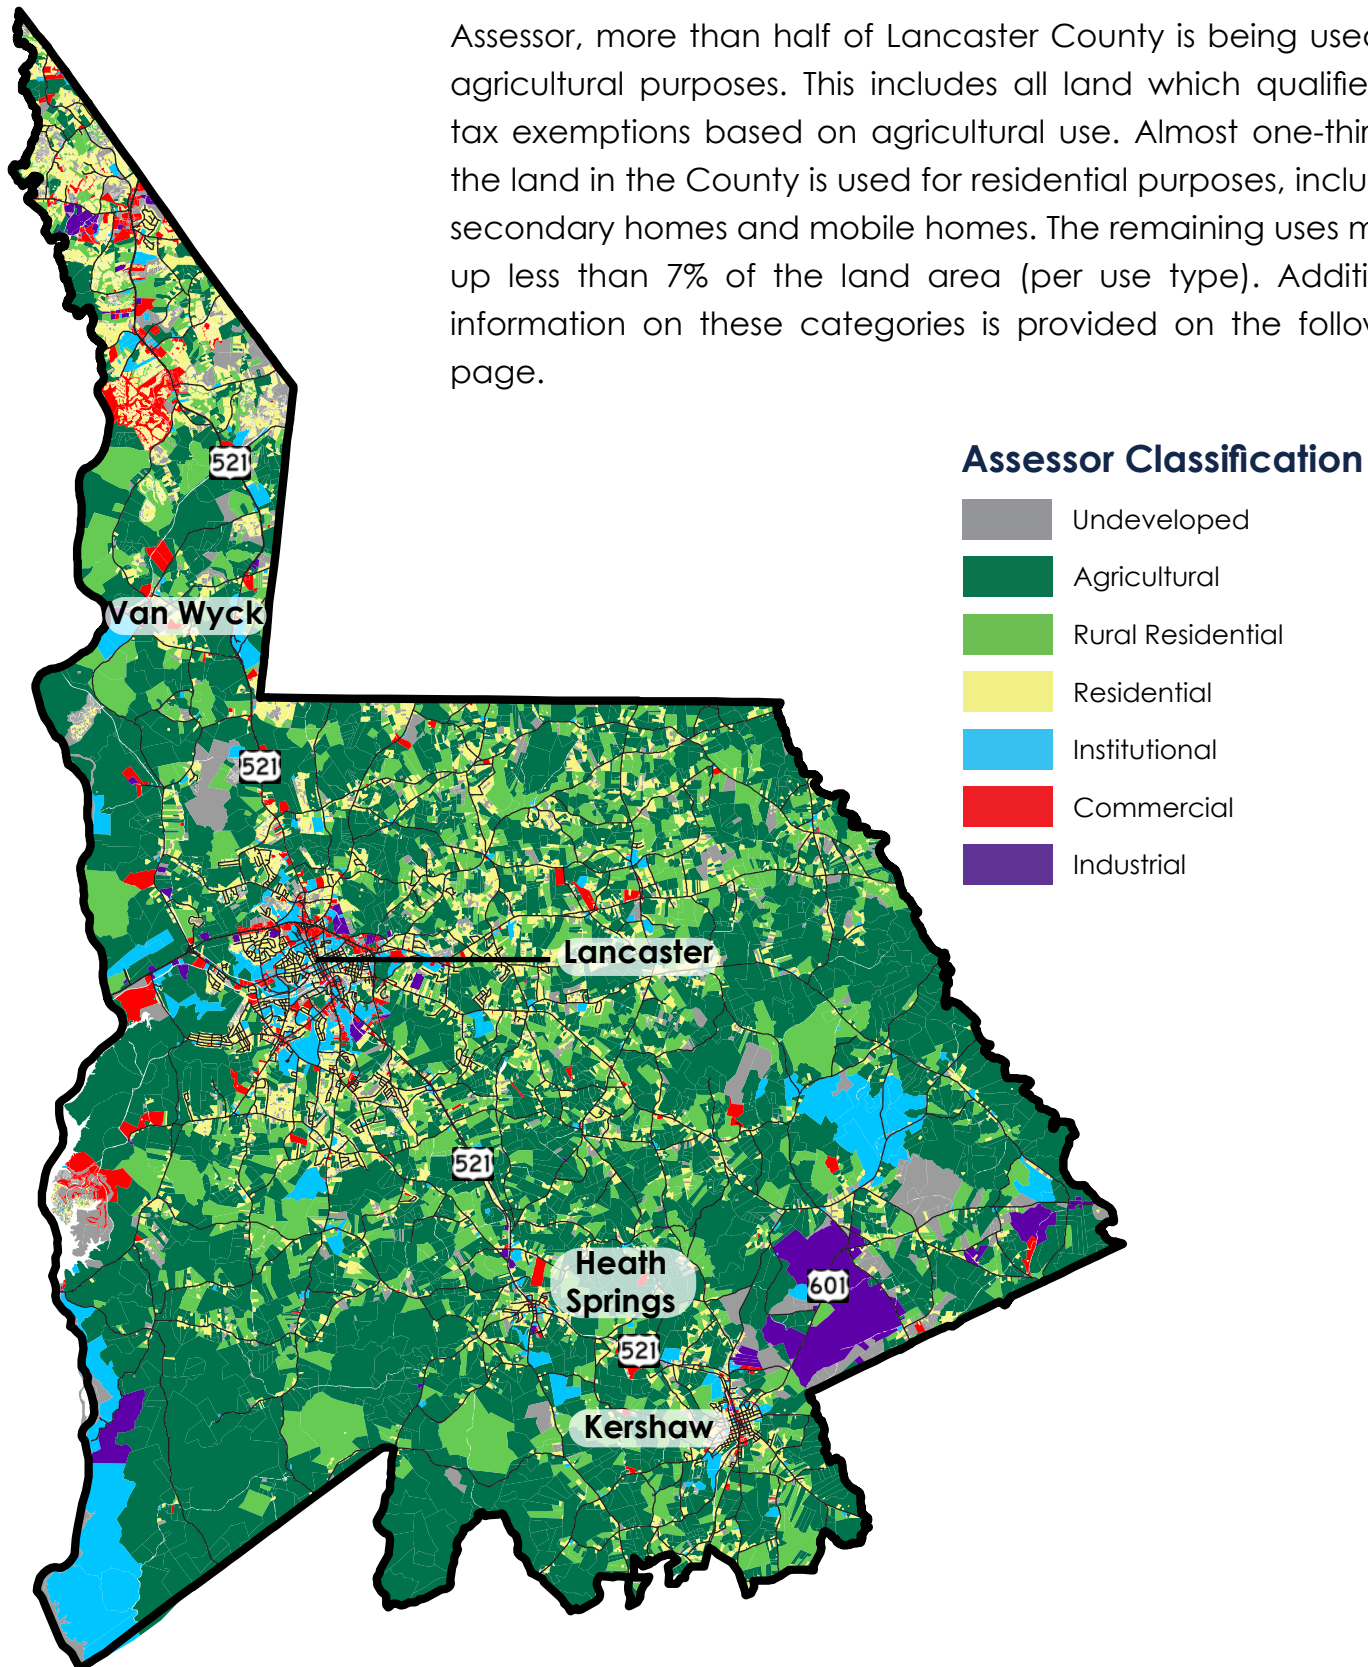 Assessor, more than half of Lancaster County is being used
agricultural purposes. This includes all land which qualifie
tax exemptions based on agricultural use. Almost one-thir
the land in the County is used for residential purposes, inclu
secondary homes and mobile homes. The remaining uses m
up less than 7% of the land area (per use type). Additi
information on these categories is provided on the follow
page.
Assessor Classification
Undeveloped
Agricultural
Rural Residential
Residential
Institutional
Commercial
Industrial
521
Van Wyck
521
Lancaster
521
Heath
Springs
601
521
Kershaw